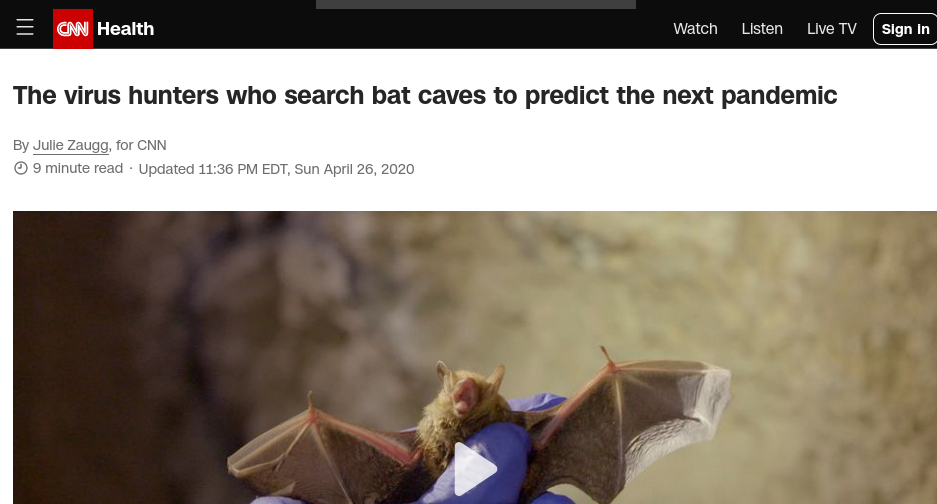 CNN Health
Watch Listen Live TV Sign in
The virus hunters who search bat caves to predict the next pandemic
By Julie Zaugg, for CNN
9 minute read · Updated 11:36 PM EDT, Sun April 26, 2020